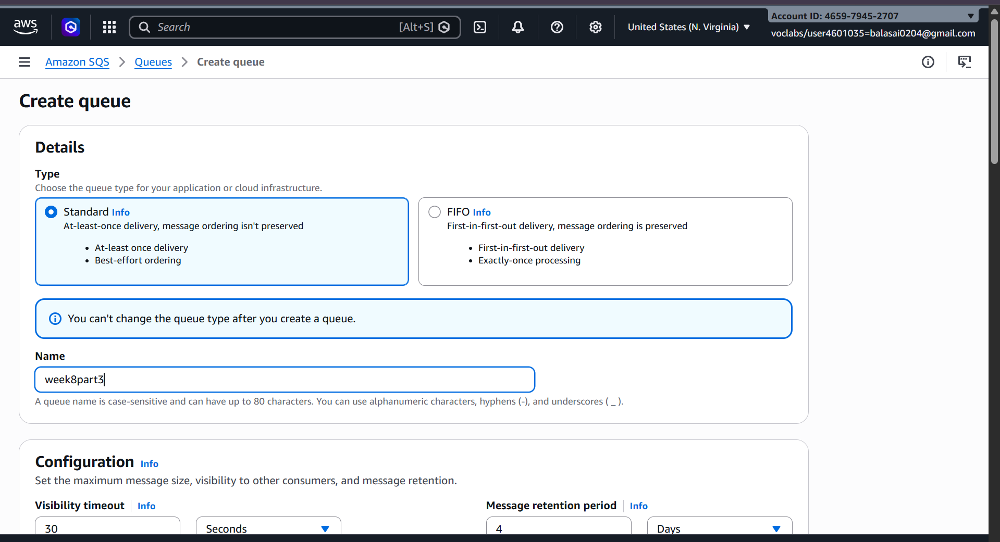 aws
Search [Alt+S]
United States (N. Virginia)
Account ID: 4659-7945-2707
voclabs/user4601035=balasai0204@gmail.com
Amazon SQS Queues Create queue
Create queue
Details
Type
Choose the queue type for your application or cloud infrastructure.
Standard Info
At-least-once delivery, message ordering isn't preserved
• At-least once delivery
• Best-effort ordering
FIFO Info
First-in-first-out delivery, message ordering is preserved
• First-in-first-out delivery
• Exactly-once processing
You can't change the queue type after you create a queue.
Name
week8part3
A queue name is case-sensitive and can have up to 80 characters. You can use alphanumeric characters, hyphens (-), and underscores ( _ ).
Configuration Info
Set the maximum message size, visibility to other consumers, and message retention.
Visibility timeout Info
30 Seconds
Message retention period Info
4 Days